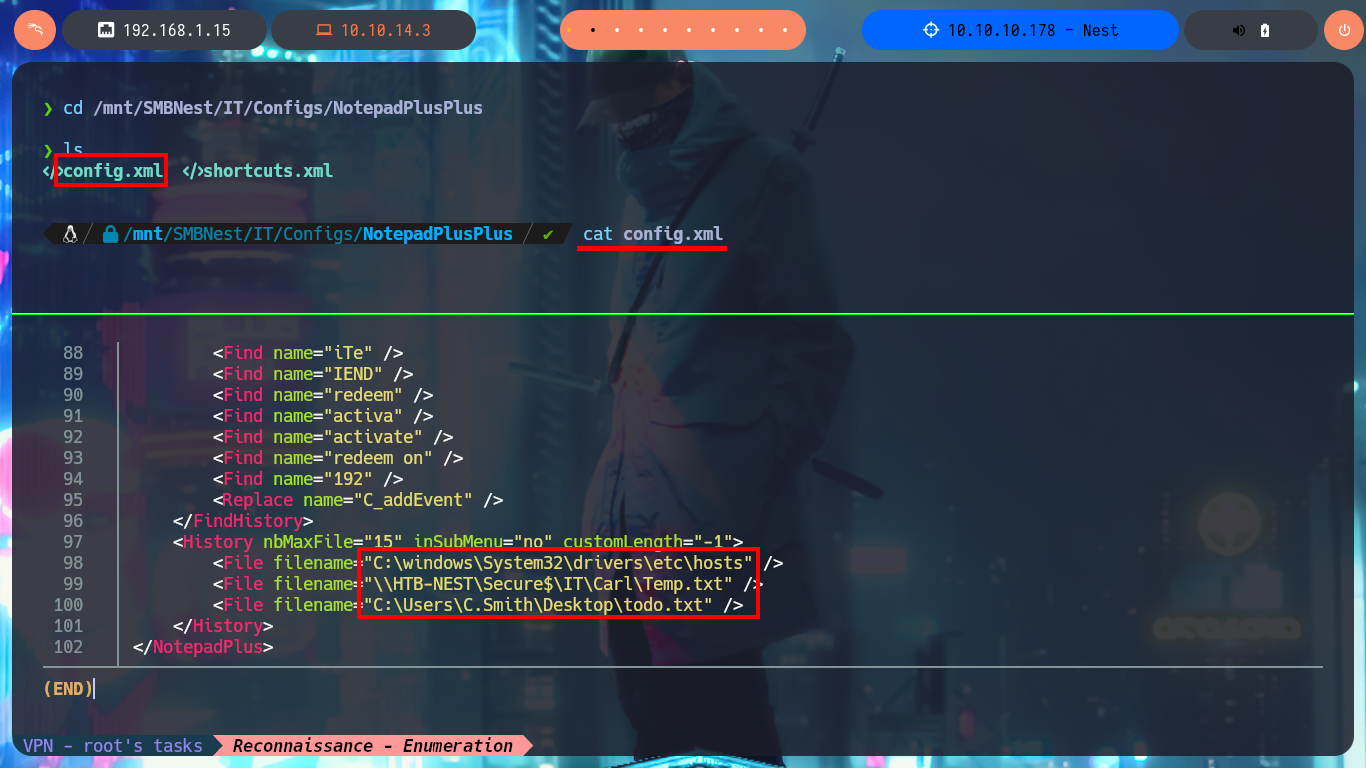 192.168.1.15 10.10.14.3 10.10.10.178 - Nest
❯ cd /mnt/SMBNest/IT/Configs/NotepadPlusPlus
❯ ls
</>config.xml </>shortcuts.xml
/mnt/SMBNest/IT/Configs/NotepadPlusPlus / ✔ cat config.xml
88 <Find name="iTe" />
89 <Find name="IEND" />
90 <Find name="redeem" />
91 <Find name="activa" />
92 <Find name="activate" />
93 <Find name="redeem on" />
94 <Find name="192" />
95 <Replace name="C_addEvent" />
96 </FindHistory>
97 <History nbMaxFile="15" inSubMenu="no" customLength="-1">
98 <File filename="C:\windows\System32\drivers\etc\hosts" />
99 <File filename="\\HTB-NEST\Secure$\IT\Carl\Temp.txt" />
100 <File filename="C:\Users\C.Smith\Desktop\todo.txt" />
101 </History>
102 </NotepadPlus>
(END)
VPN - root's tasks Reconnaissance - Enumeration